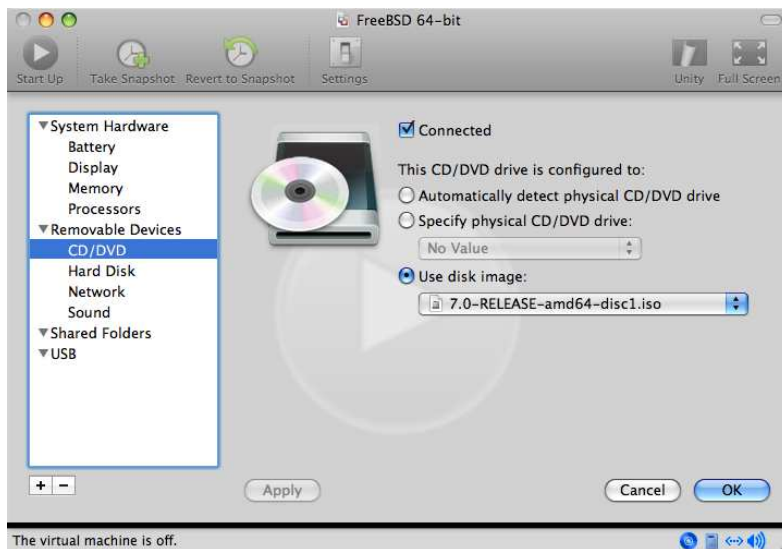 FreeBSD 64-bit
Start Up Take Snapshot Revert to Snapshot Settings Unity Full Screen
System Hardware
Battery
Display
Memory
Processors
Removable Devices
CD/DVD
Hard Disk
Network
Sound
Shared Folders
USB
Connected
This CD/DVD drive is configured to:
Automatically detect physical CD/DVD drive
Specify physical CD/DVD drive:
No Value
Use disk image:
7.0-RELEASE-amd64-disc1.iso
+ −
Apply Cancel OK
The virtual machine is off.